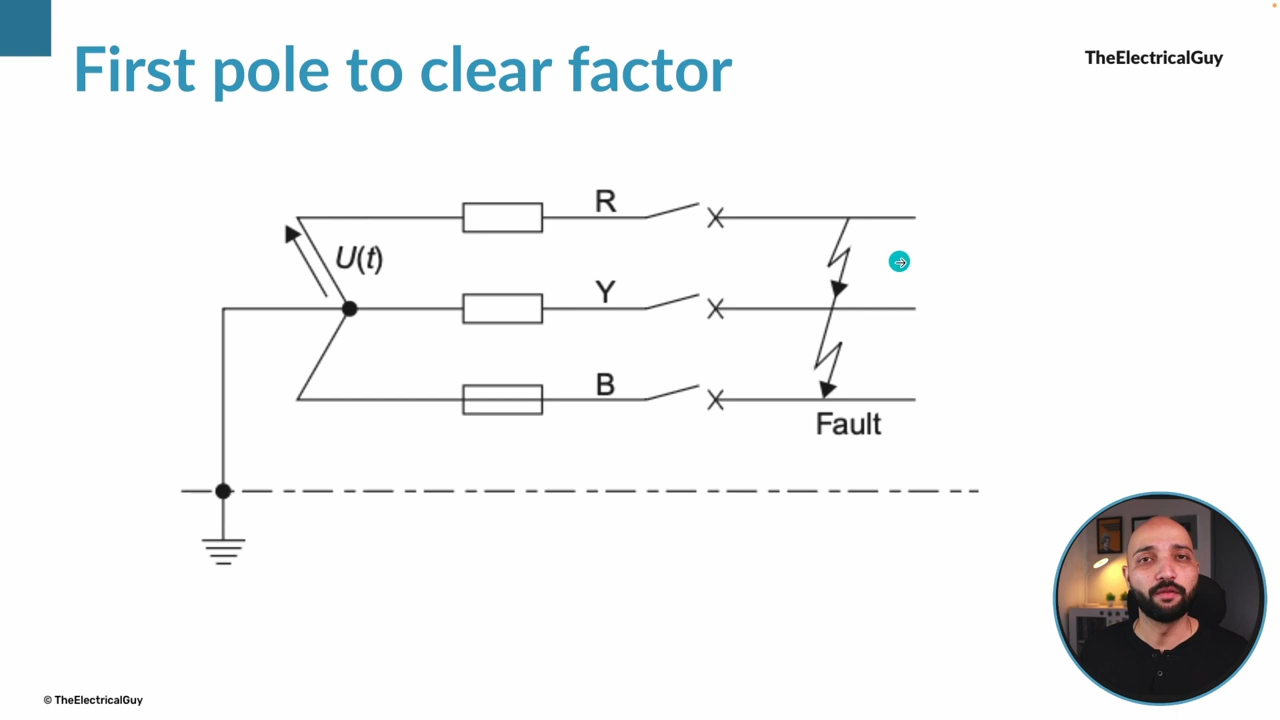 First pole to clear factor
TheElectricalGuy
R
U(t)
Y
B
Fault
© TheElectricalGuy